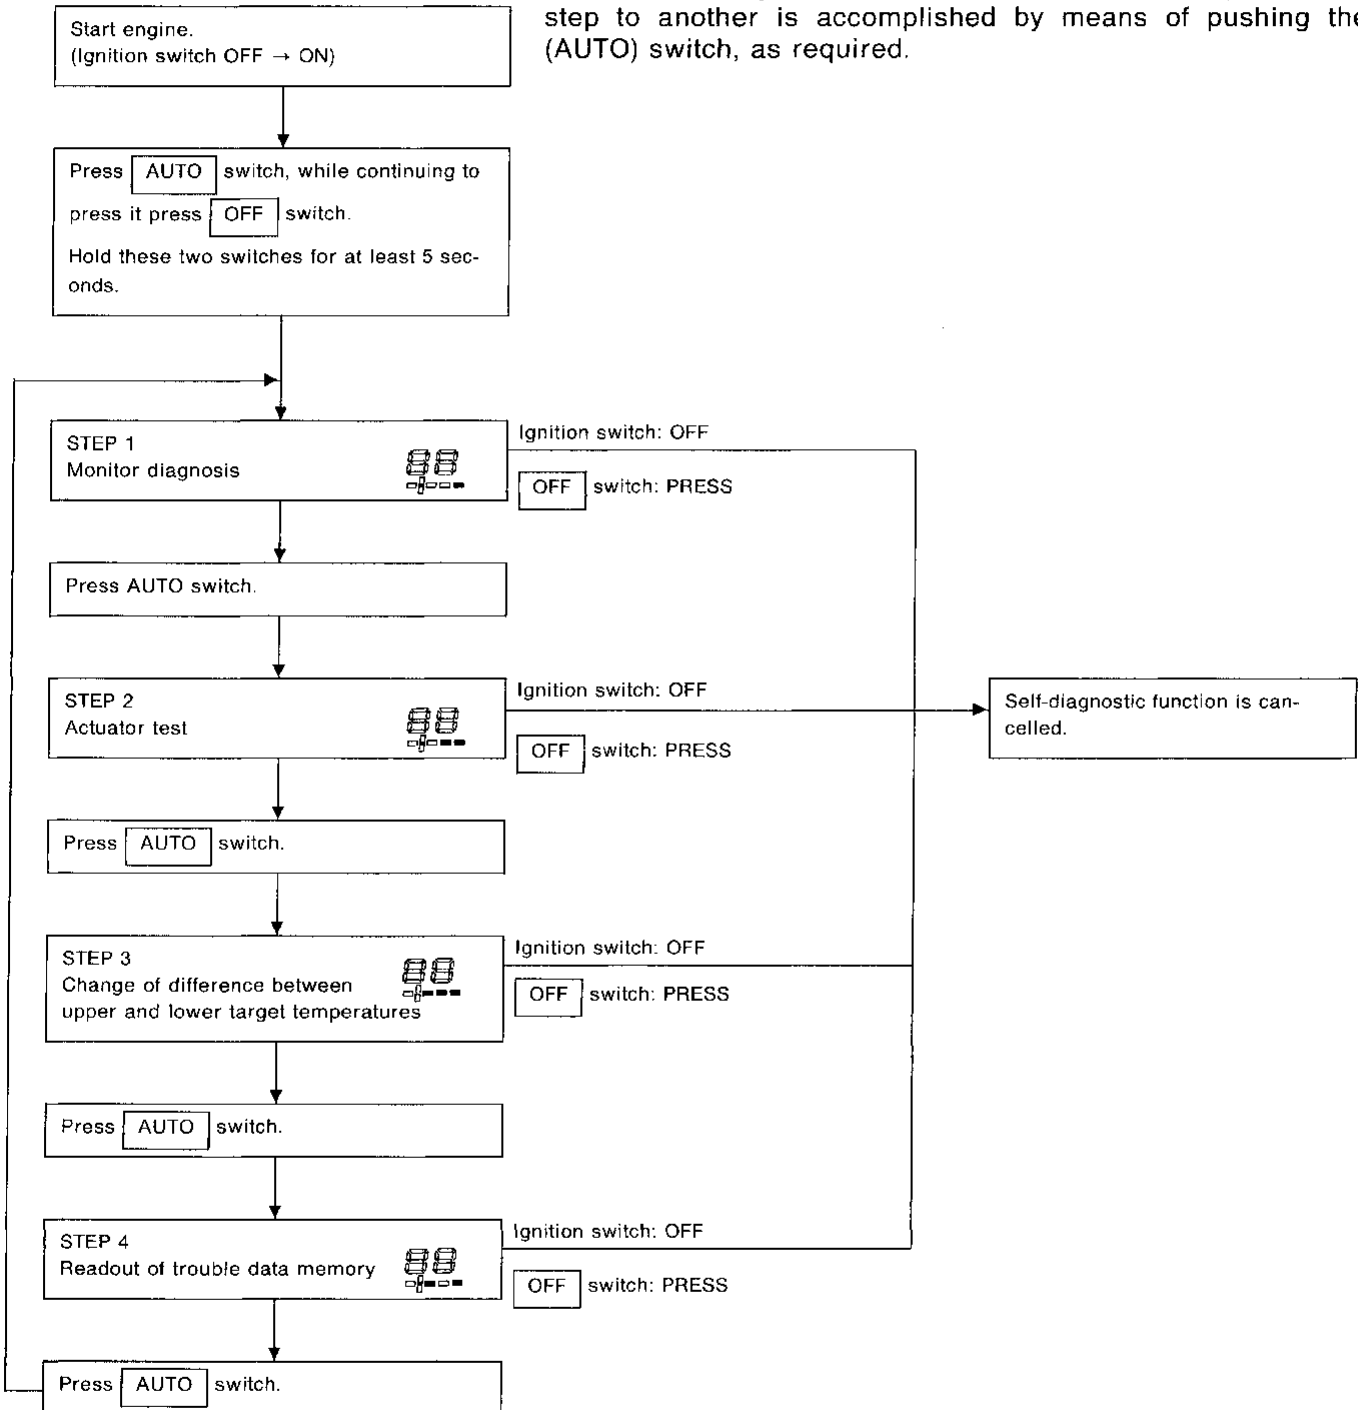 step to another is accomplished by means of pushing the
(AUTO) switch, as required.
Start engine.
(Ignition switch OFF → ON)
Press AUTO switch, while continuing to
press it press OFF switch.
Hold these two switches for at least 5 sec-
onds.
STEP 1
Monitor diagnosis
Ignition switch: OFF
OFF switch: PRESS
Press AUTO switch.
STEP 2
Actuator test
Ignition switch: OFF
OFF switch: PRESS
Self-diagnostic function is can-
celled.
Press AUTO switch.
STEP 3
Change of difference between
upper and lower target temperatures
Ignition switch: OFF
OFF switch: PRESS
Press AUTO switch.
STEP 4
Readout of trouble data memory
Ignition switch: OFF
OFF switch: PRESS
Press AUTO switch.